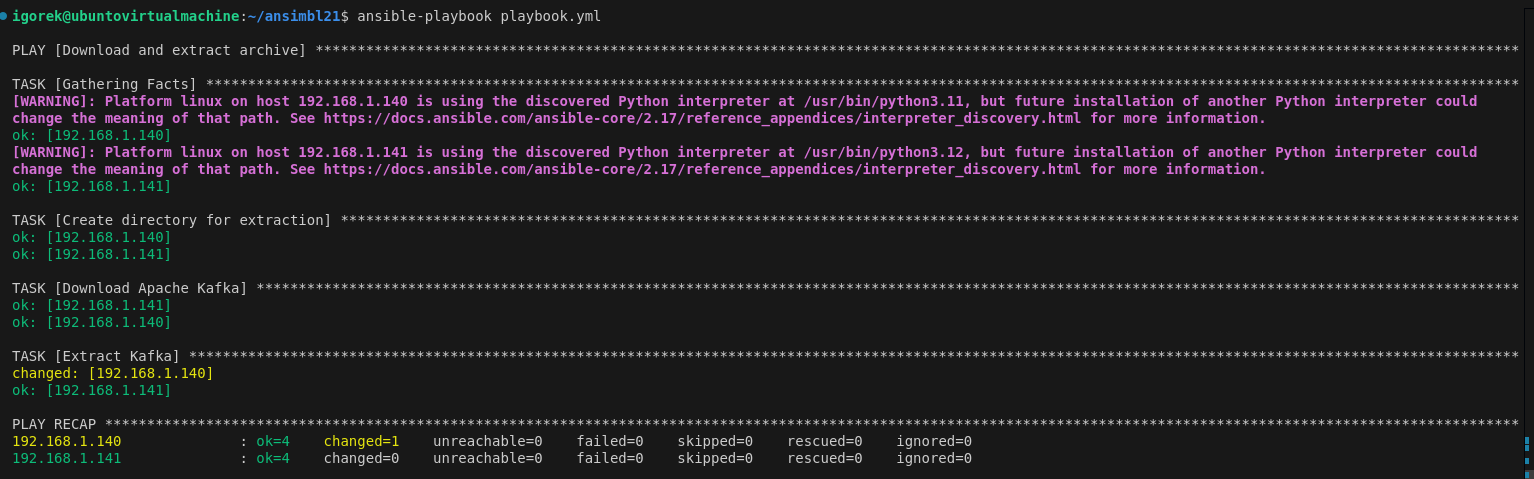 igorek@ubuntovirtualmachine:~/ansimbl21$ ansible-playbook playbook.yml
PLAY [Download and extract archive] ***********************************************************************************************************************************************
TASK [Gathering Facts] ************************************************************************************************************************************************************
[WARNING]: Platform linux on host 192.168.1.140 is using the discovered Python interpreter at /usr/bin/python3.11, but future installation of another Python interpreter could
change the meaning of that path. See https://docs.ansible.com/ansible-core/2.17/reference_appendices/interpreter_discovery.html for more information.
ok: [192.168.1.140]
[WARNING]: Platform linux on host 192.168.1.141 is using the discovered Python interpreter at /usr/bin/python3.12, but future installation of another Python interpreter could
change the meaning of that path. See https://docs.ansible.com/ansible-core/2.17/reference_appendices/interpreter_discovery.html for more information.
ok: [192.168.1.141]
TASK [Create directory for extraction] ********************************************************************************************************************************************
ok: [192.168.1.140]
ok: [192.168.1.141]
TASK [Download Apache Kafka] ******************************************************************************************************************************************************
ok: [192.168.1.141]
ok: [192.168.1.140]
TASK [Extract Kafka] **************************************************************************************************************************************************************
changed: [192.168.1.140]
ok: [192.168.1.141]
PLAY RECAP ************************************************************************************************************************************************************************
192.168.1.140              : ok=4    changed=1    unreachable=0    failed=0    skipped=0    rescued=0    ignored=0
192.168.1.141              : ok=4    changed=0    unreachable=0    failed=0    skipped=0    rescued=0    ignored=0